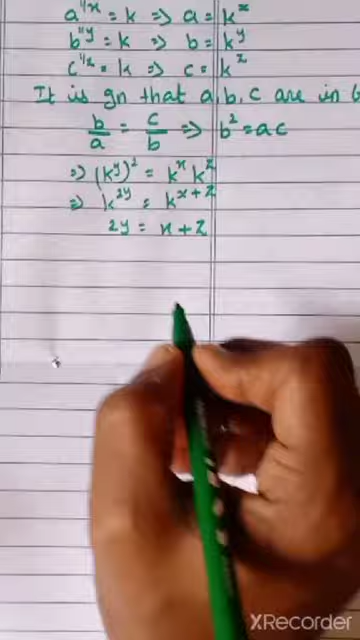 a^{1/x} = k ⇒ a = k^x
b^{1/y} = k ⇒ b = k^y
c^{1/z} = k ⇒ c = k^z
It is gn that a, b, c are in G
b/a = c/b ⇒ b² = ac
⇒ (k^y)² = k^x k^z
⇒ k^{2y} = k^{x+z}
2y = x + z
XRecorder